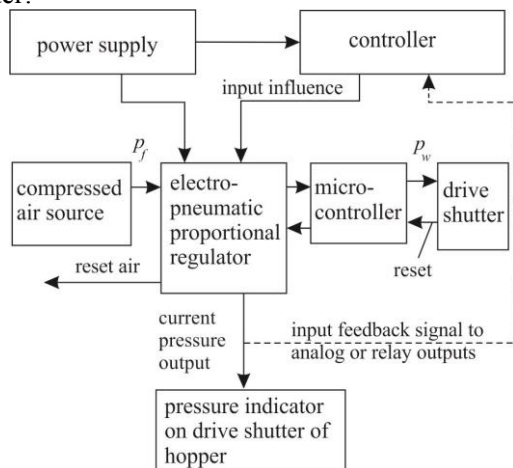 ter.
power supply
controller
input influence
p_f
p_w
compressed
air source
electro-
pneumatic
proportional
regulator
micro-
controller
drive
shutter
reset
reset air
current
pressure
output
input feedback signal to
analog or relay outputs
pressure indicator
on drive shutter of
hopper